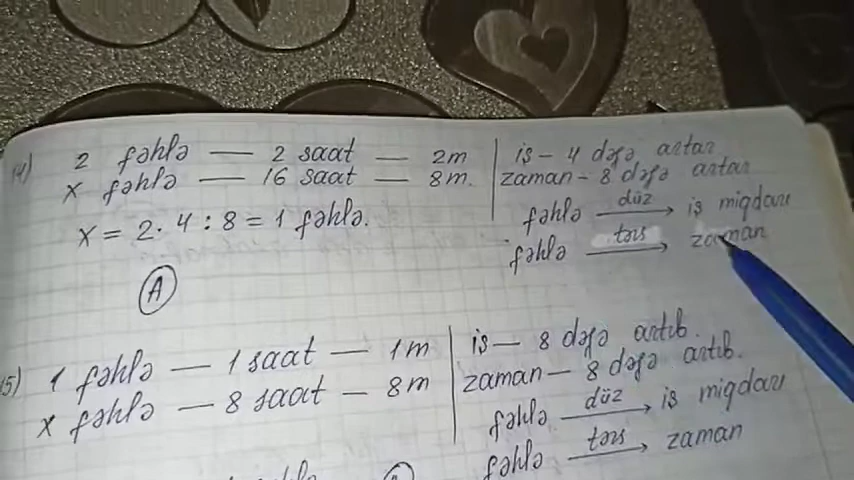 14) 2 fəhlə — 2 saat — 2m
x fəhlə — 16 saat — 8m.
x = 2·4:8 = 1 fəhlə.
A
iş – 4 dəfə artar
zaman – 8 dəfə artar
fəhlə düz → iş miqdarı
fəhlə tərs → zaman
15) 1 fəhlə — 1 saat — 1m
x fəhlə — 8 saat – 8m
iş — 8 dəfə artıb.
zaman – 8 dəfə artıb.
fəhlə düz → iş miqdarı
fəhlə tərs → zaman